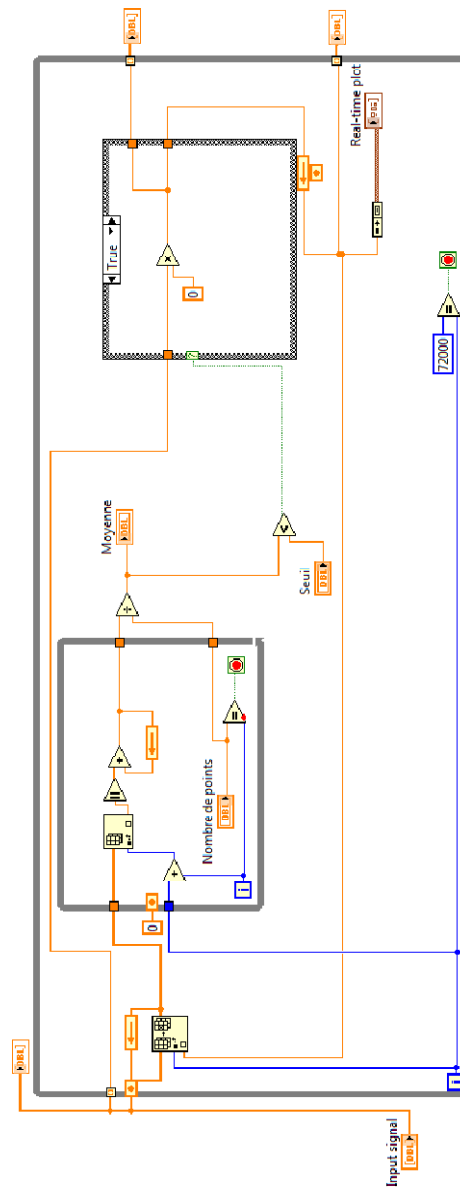 [DBL]
Moyenne
True
DBL
[DBL]
0
0
?
Nombre de points
DBL
i
Seuil
DBL
[DBL]
Real-time plot
Input signal
[DBL]
72000
i